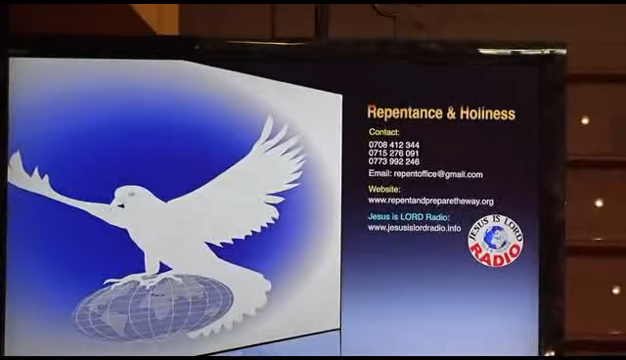 Repentance & Holiness
Contact:
0708 412 344
0715 276 091
0773 992 246
Email: repentoffice@gmail.com
Website:
www.repentandpreparetheway.org
Jesus is LORD Radio:
www.jesusislordradio.info
JESUS IS LORD
RADIO